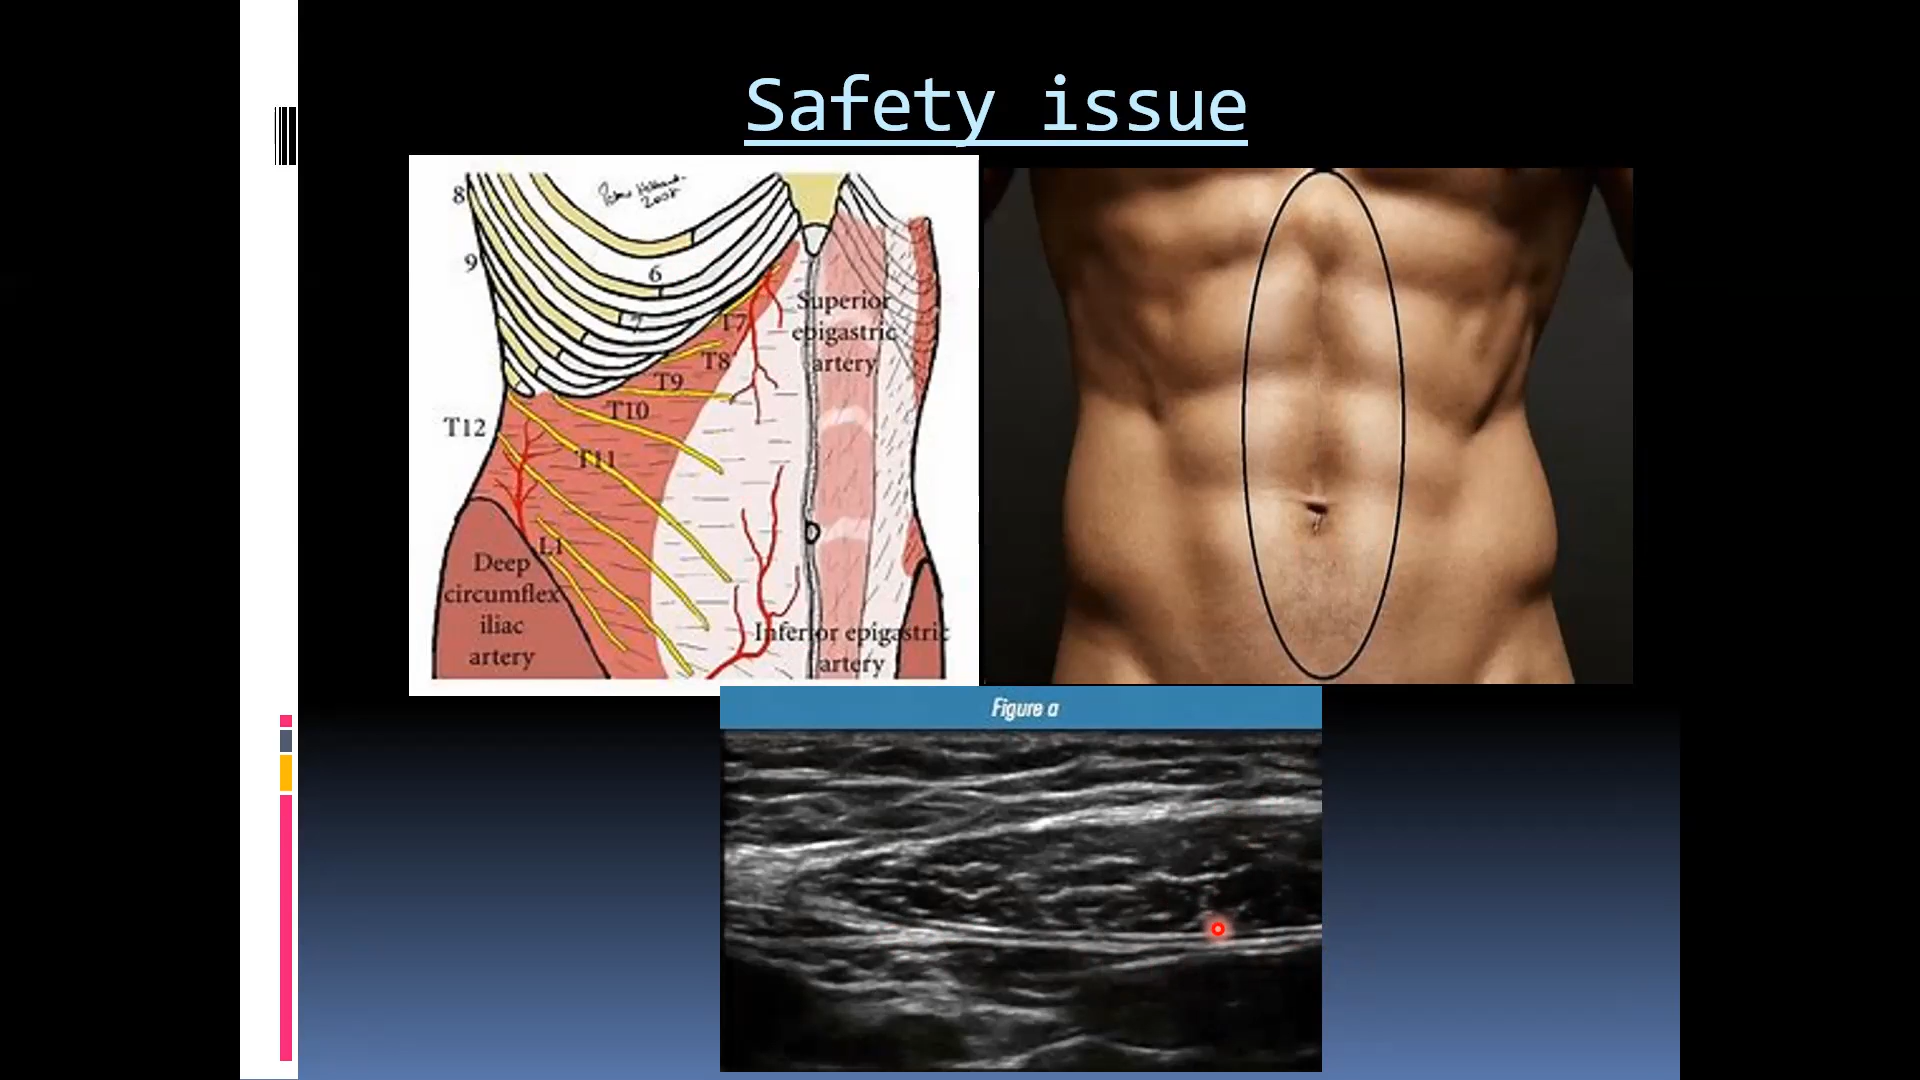 Safety issue
8
9
6
7
Superior
epigastric
artery
T7
T8
T9
T10
T12
T11
L1
Deep
circumflex
iliac
artery
Inferior epigastric
artery
Figure a